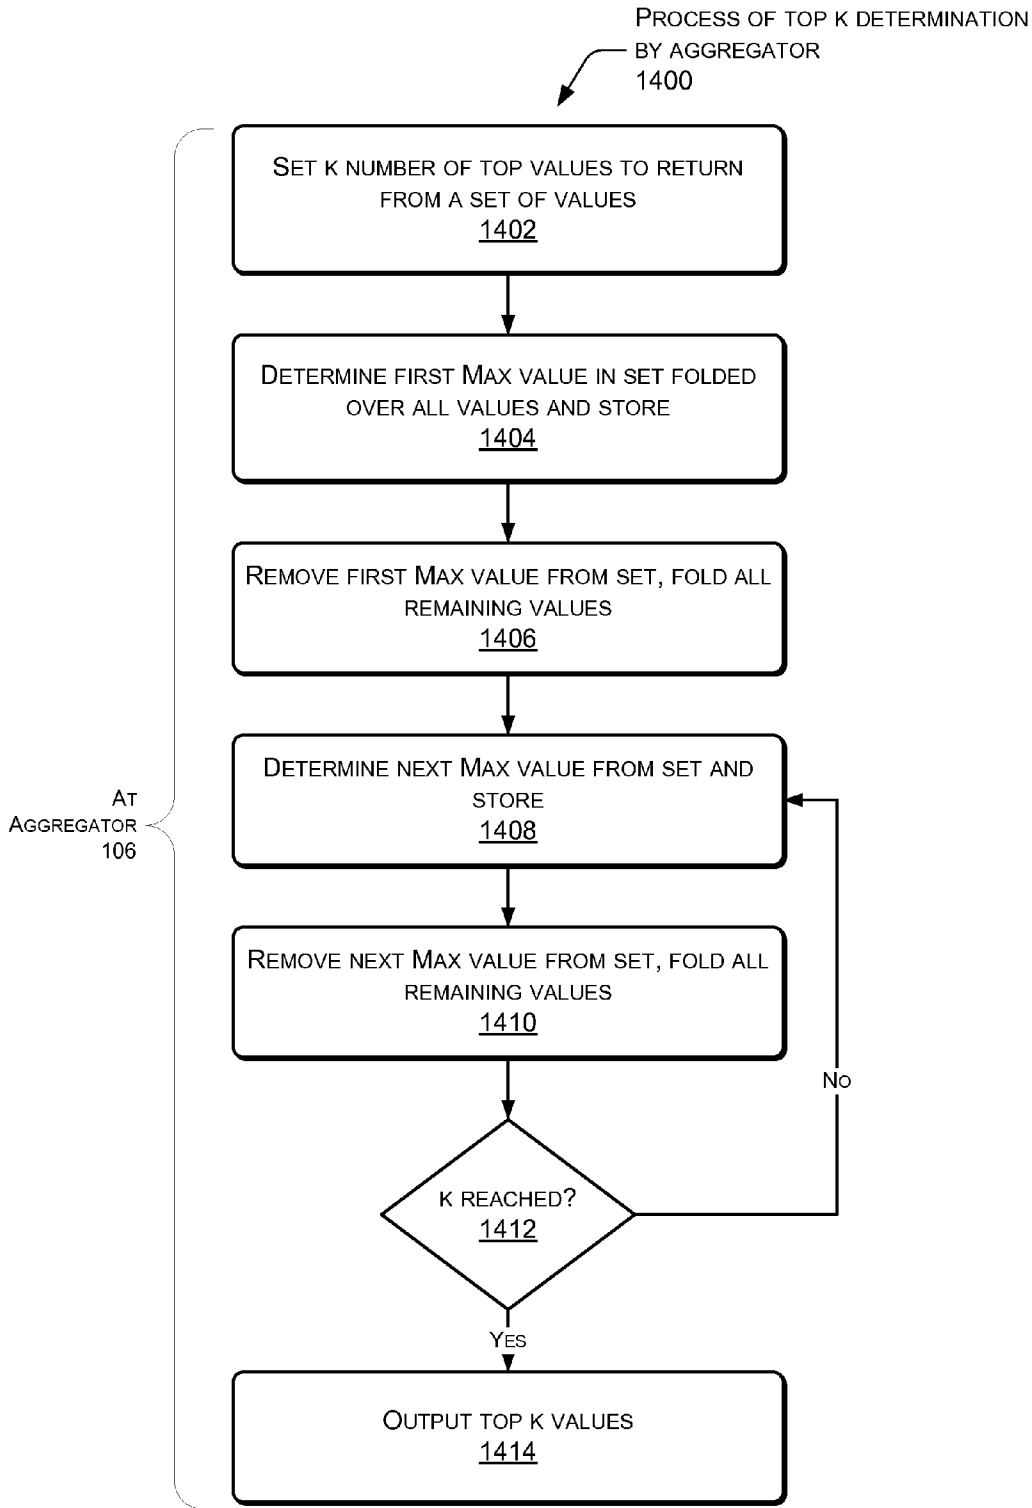 PROCESS OF TOP K DETERMINATION
BY AGGREGATOR
1400
SET K NUMBER OF TOP VALUES TO RETURN
FROM A SET OF VALUES
1402
DETERMINE FIRST MAX VALUE IN SET FOLDED
OVER ALL VALUES AND STORE
1404
REMOVE FIRST MAX VALUE FROM SET, FOLD ALL
REMAINING VALUES
1406
DETERMINE NEXT MAX VALUE FROM SET AND
STORE
1408
AT
AGGREGATOR
106
REMOVE NEXT MAX VALUE FROM SET, FOLD ALL
REMAINING VALUES
1410
NO
K REACHED?
1412
YES
OUTPUT TOP K VALUES
1414